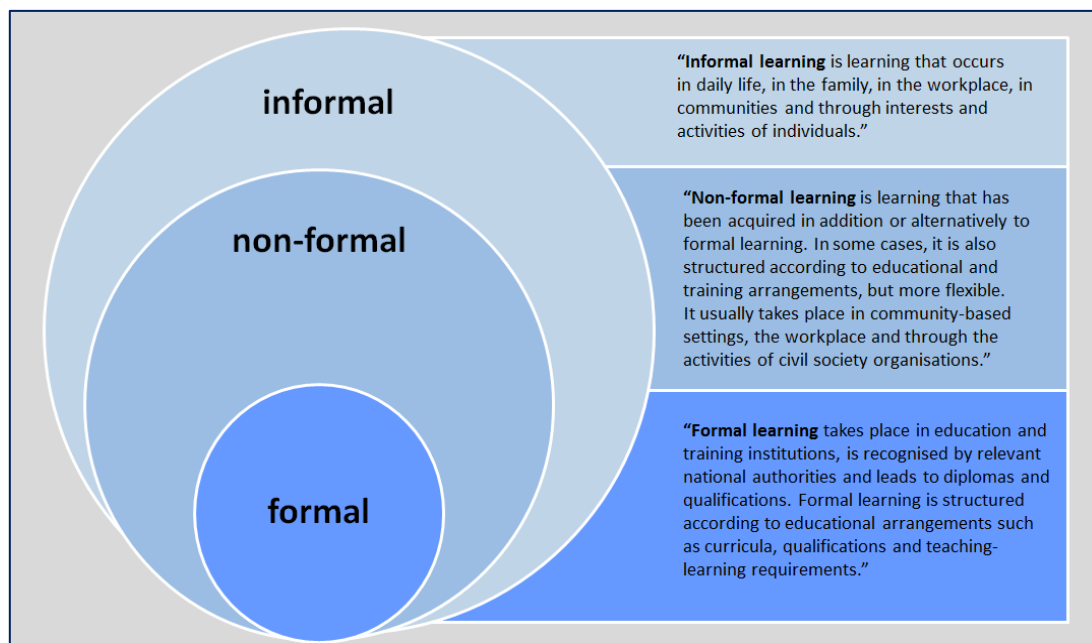 informal
“Informal learning is learning that occurs
in daily life, in the family, in the workplace, in
communities and through interests and
activities of individuals.”
non-formal
“Non-formal learning is learning that has
been acquired in addition or alternatively to
formal learning. In some cases, it is also
structured according to educational and
training arrangements, but more flexible.
It usually takes place in community-based
settings, the workplace and through the
activities of civil society organisations.”
formal
“Formal learning takes place in education and
training institutions, is recognised by relevant
national authorities and leads to diplomas and
qualifications. Formal learning is structured
according to educational arrangements such
as curricula, qualifications and teaching-
learning requirements.”